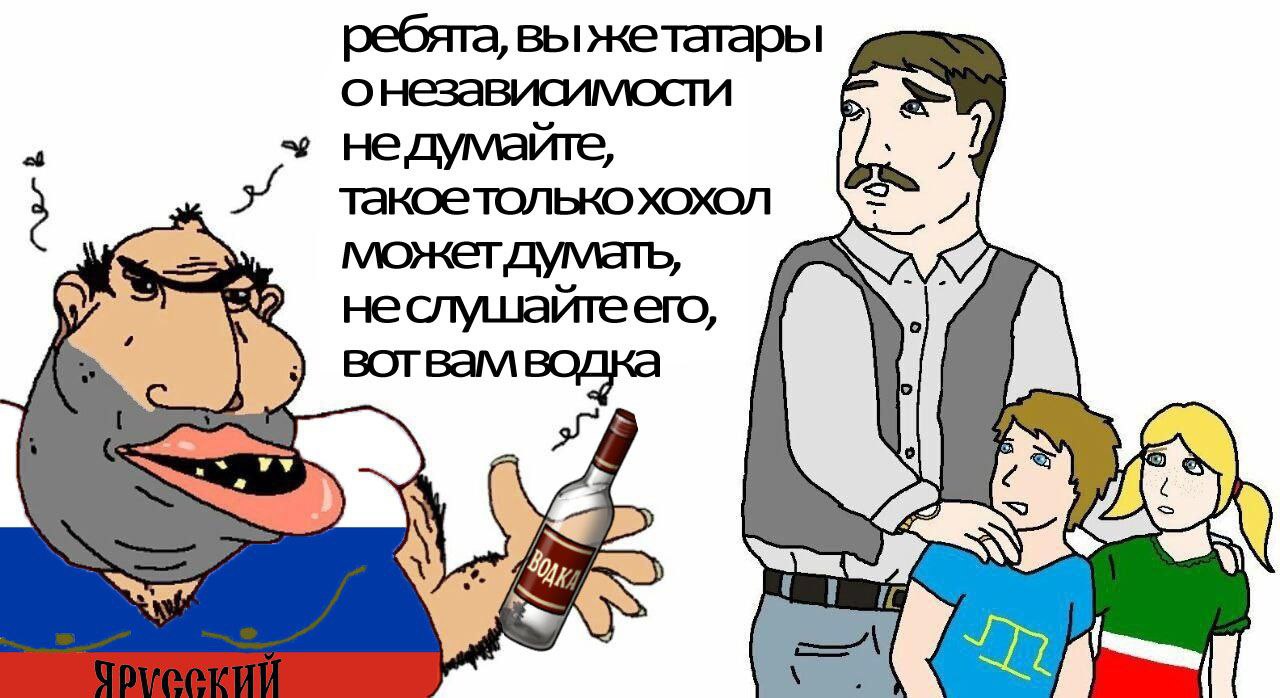 ребята, вы же татары
о независимости
не думайте,
такое только хохол
может думать,
не слушайте его,
вот вам водка
ВОДКА
ЯРУССКИЙ